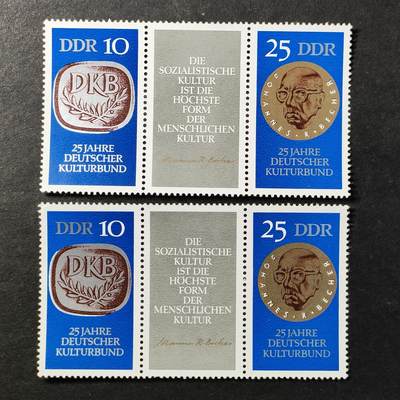 DDR 10
DKB
25 JAHRE
DEUTSCHER
KULTURBUND
DIE
SOZIALISTISCHE
KULTUR
IST DIE
HÖCHSTE
FORM
DER
MENSCHLICHEN
KULTUR
25 DDR
JOHANNES · R · BECHER
25 JAHRE
DEUTSCHER
KULTURBUND
DDR 10
DKB
25 JAHRE
DEUTSCHER
KULTURBUND
DIE
SOZIALISTISCHE
KULTUR
IST DIE
HÖCHSTE
FORM
DER
MENSCHLICHEN
KULTUR
25 DDR
JOHANNES · R · BECHER
25 JAHRE
DEUTSCHER
KULTURBUND